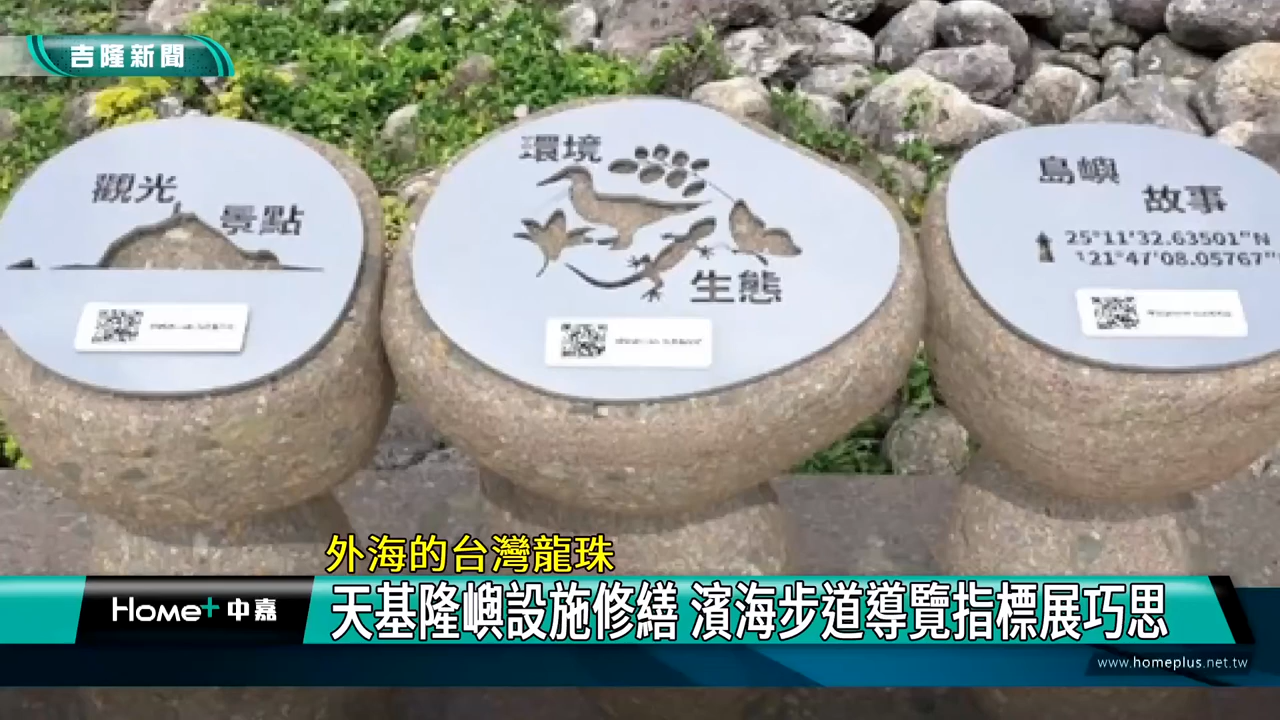 吉隆新聞
觀光
景點
環境
生態
島嶼
故事
25°11'32.63501"N
121°47'08.05767"
外海的台灣龍珠
Home+中嘉
天基隆嶼設施修繕 濱海步道導覽指標展巧思
www.homeplus.net.tw